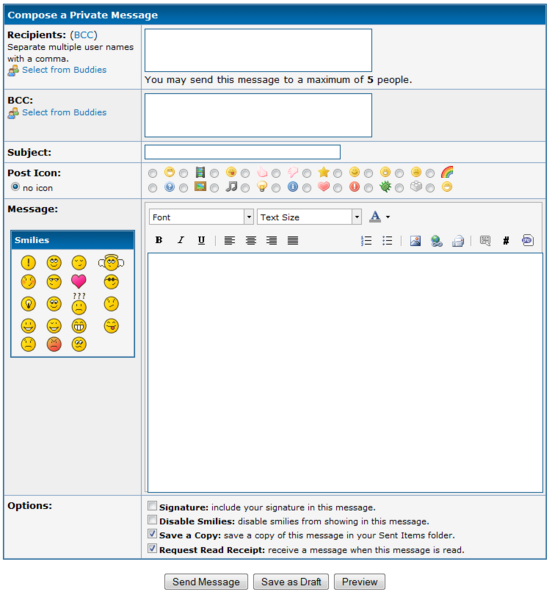 Compose a Private Message
Recipients: (BCC)
Separate multiple user names
with a comma.
Select from Buddies
You may send this message to a maximum of 5 people.
BCC:
Select from Buddies
Subject:
Post Icon:
no icon
Message:
Font
Text Size
A
B I U
#
Smilies
???
Options:
Signature: include your signature in this message.
Disable Smilies: disable smilies from showing in this message.
Save a Copy: save a copy of this message in your Sent Items folder.
Request Read Receipt: receive a message when this message is read.
Send Message
Save as Draft
Preview